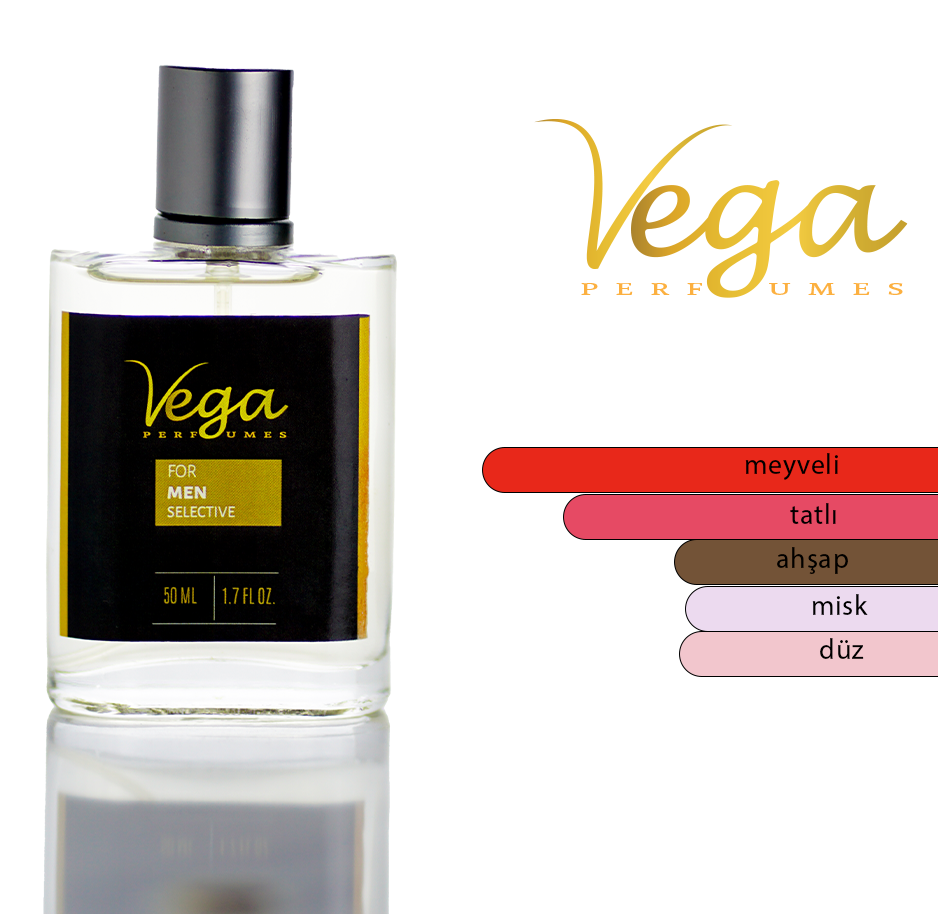 Vega
PERFUMES
FOR
MEN
SELECTIVE
50 ML
1.7 FL OZ.
Vega
PERFUMES
meyveli
tatlı
ahşap
misk
düz